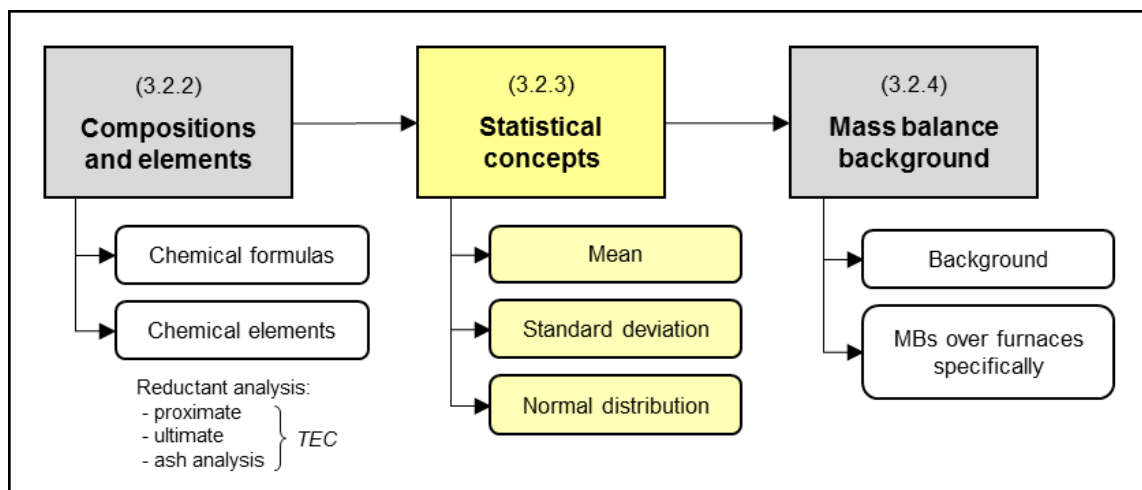 (3.2.2)
Compositions
and elements
Chemical formulas
Chemical elements
Reductant analysis:
- proximate
- ultimate
- ash analysis
TEC
(3.2.3)
Statistical
concepts
Mean
Standard deviation
Normal distribution
(3.2.4)
Mass balance
background
Background
MBs over furnaces
specifically